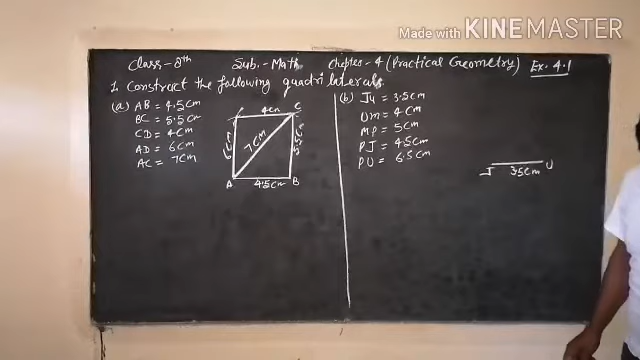 Made with KINEMASTER
Class-8th Sub.-Math Chapter-4 (Practical Geometry) Ex. 4.1
1. Construct the following quadrilaterals.
(a) AB = 4.5cm
BC = 5.5cm
CD = 4cm
AD = 6cm
AC = 7cm
4cm C
6cm 7CM 5.5cm
A 4.5cm B
(b) JU = 3.5cm
UM = 4cm
MP = 5cm
PJ = 4.5cm
PU = 6.5cm
J 3.5cm U